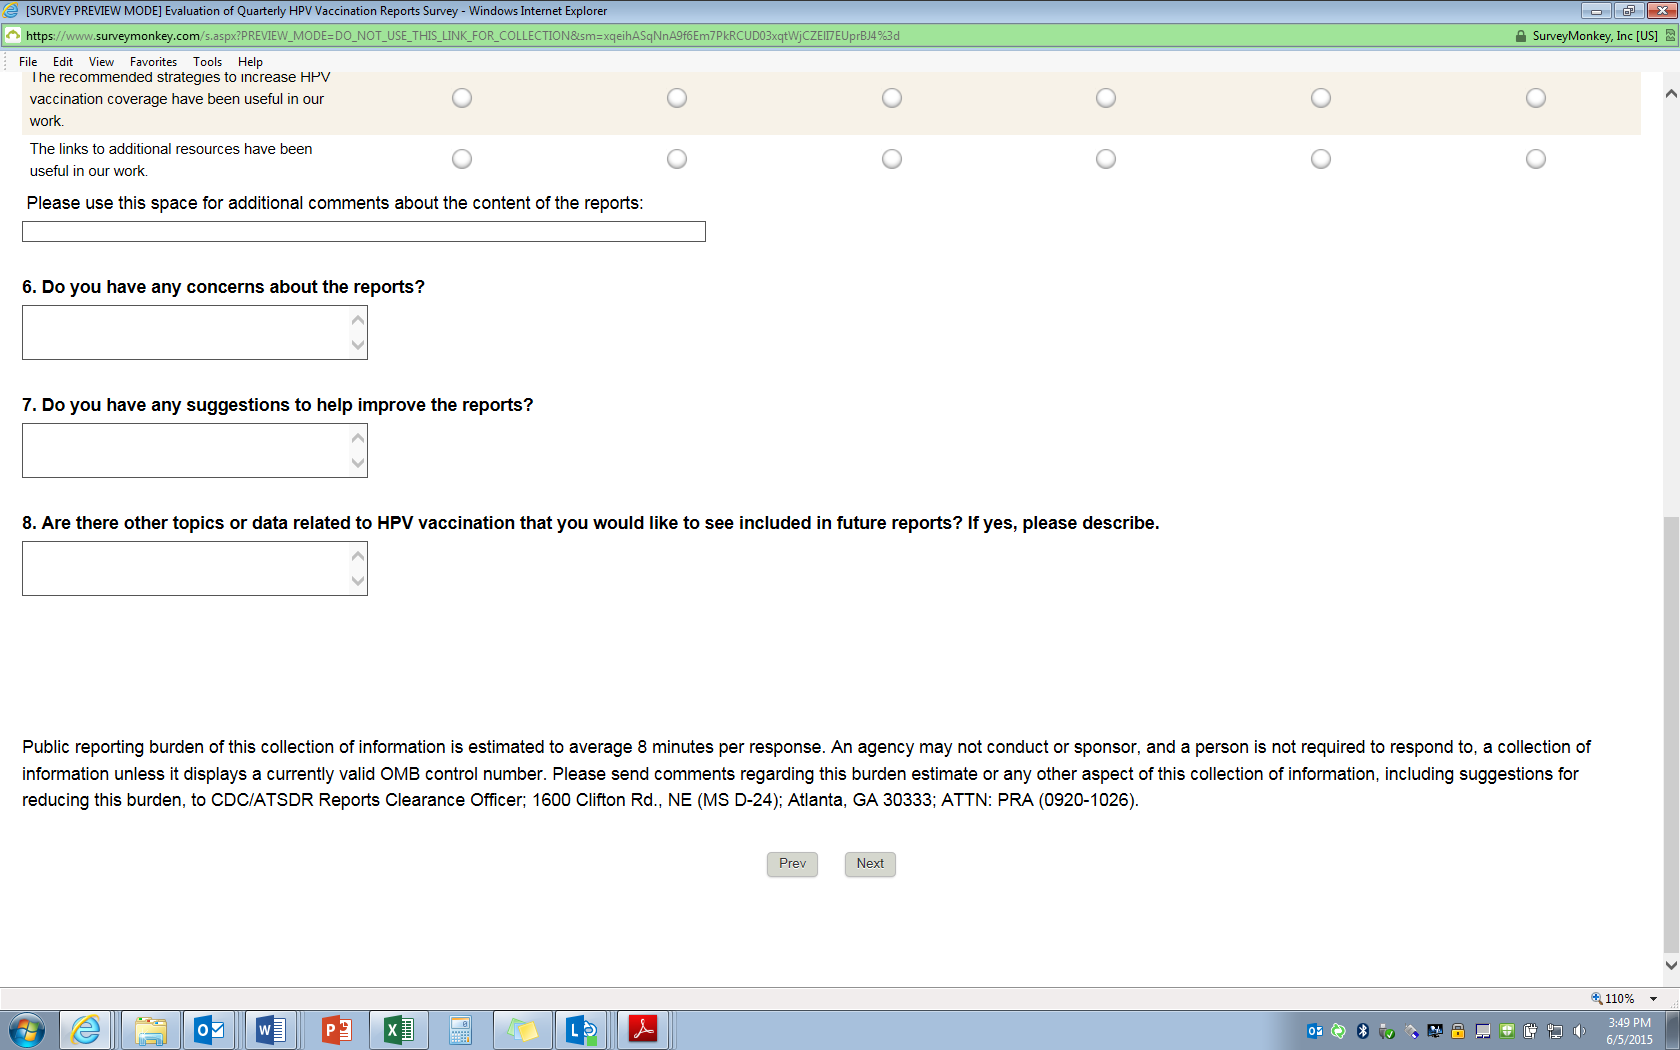 [SURVEY PREVIEW MODE] Evaluation of Quarterly HPV Vaccination Reports Survey - Windows Internet Explorer
https://www.surveymonkey.com/s.aspx?PREVIEW_MODE=DO_NOT_USE_THIS_LINK_FOR_COLLECTION&sm=xqeihASqNnA9f6Em7PkRCUD03xqtWjCZEII7EUprBJ4%3d
SurveyMonkey, Inc [US]
File Edit View Favorites Tools Help
The recommended strategies to increase HPV
vaccination coverage have been useful in our
work.
The links to additional resources have been
useful in our work.
Please use this space for additional comments about the content of the reports:
6. Do you have any concerns about the reports?
7. Do you have any suggestions to help improve the reports?
8. Are there other topics or data related to HPV vaccination that you would like to see included in future reports? If yes, please describe.
Public reporting burden of this collection of information is estimated to average 8 minutes per response. An agency may not conduct or sponsor, and a person is not required to respond to, a collection of
information unless it displays a currently valid OMB control number. Please send comments regarding this burden estimate or any other aspect of this collection of information, including suggestions for
reducing this burden, to CDC/ATSDR Reports Clearance Officer; 1600 Clifton Rd., NE (MS D-24); Atlanta, GA 30333; ATTN: PRA (0920-1026).
Prev Next
110%
3:49 PM
6/5/2015